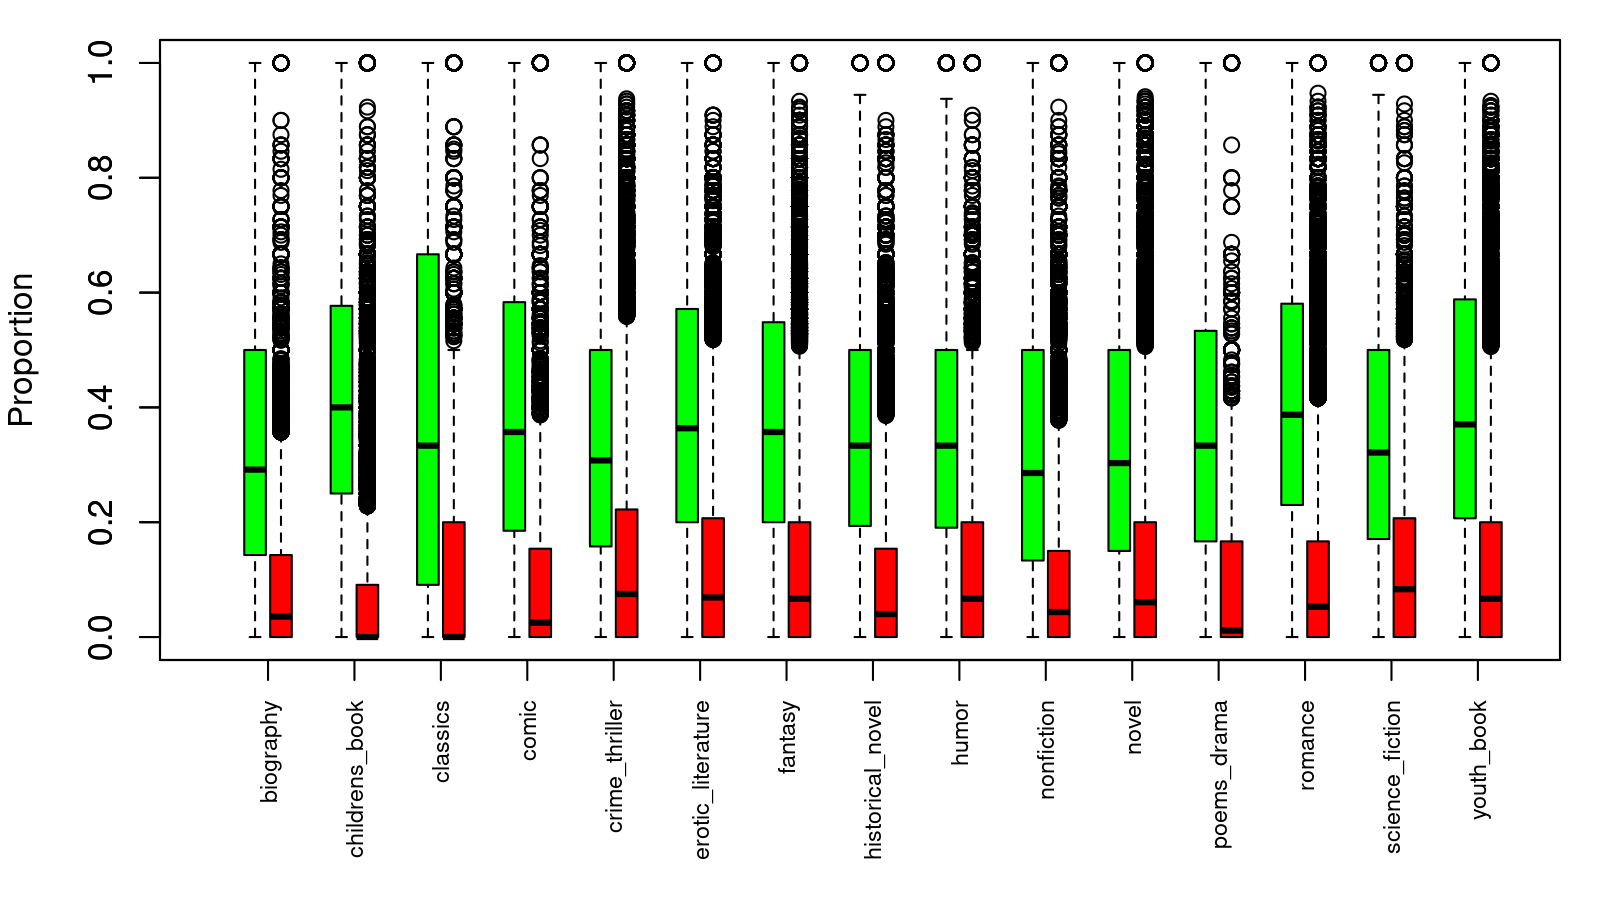 Proportion
1.0
0.8
0.6
0.4
0.2
0.0
biography
childrens_book
classics
comic
crime_thriller
erotic_literature
fantasy
historical_novel
humor
nonfiction
novel
poems_drama
romance
science_fiction
youth_book